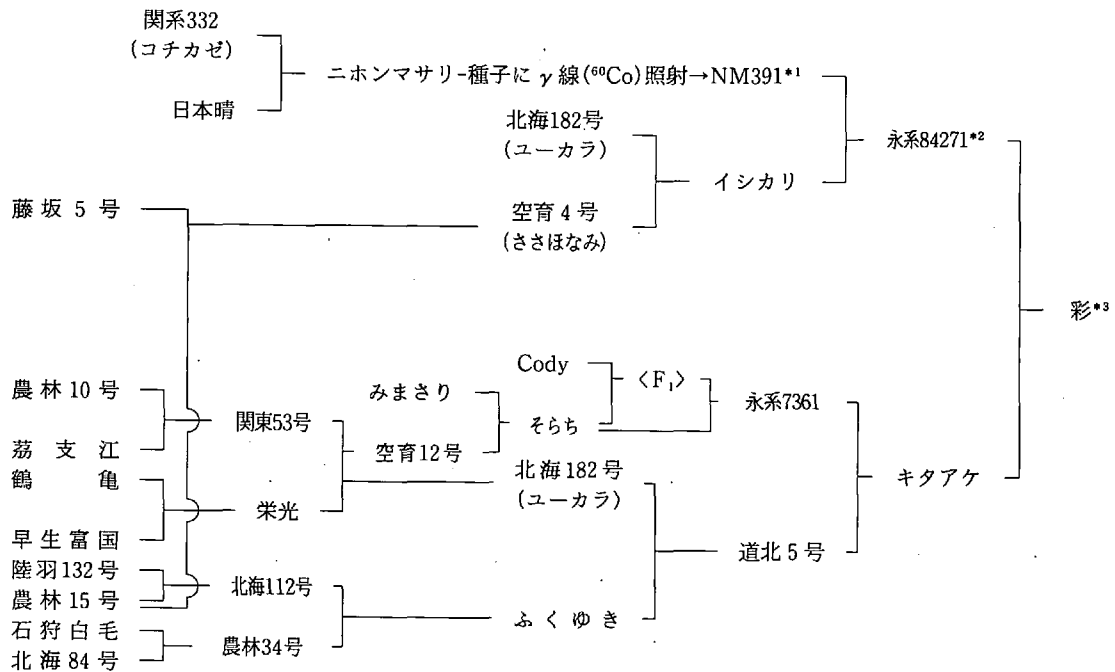 関系332
(コチカゼ)
ニホンマサリ-種子にγ線(⁶⁰Co)照射→NM391*1
日本晴
北海182号
(ユーカラ)
永系84271*2
イシカリ
藤坂5号
空育4号
(ささほなみ)
彩*3
Cody
〈F₁〉
農林10号
みまさり
永系7361
関東53号
そらち
茘支江
空育12号
鶴亀
北海182号
(ユーカラ)
キタアケ
栄光
早生富国
道北5号
陸羽132号
北海112号
農林15号
ふくゆき
石狩白毛
農林34号
北海84号